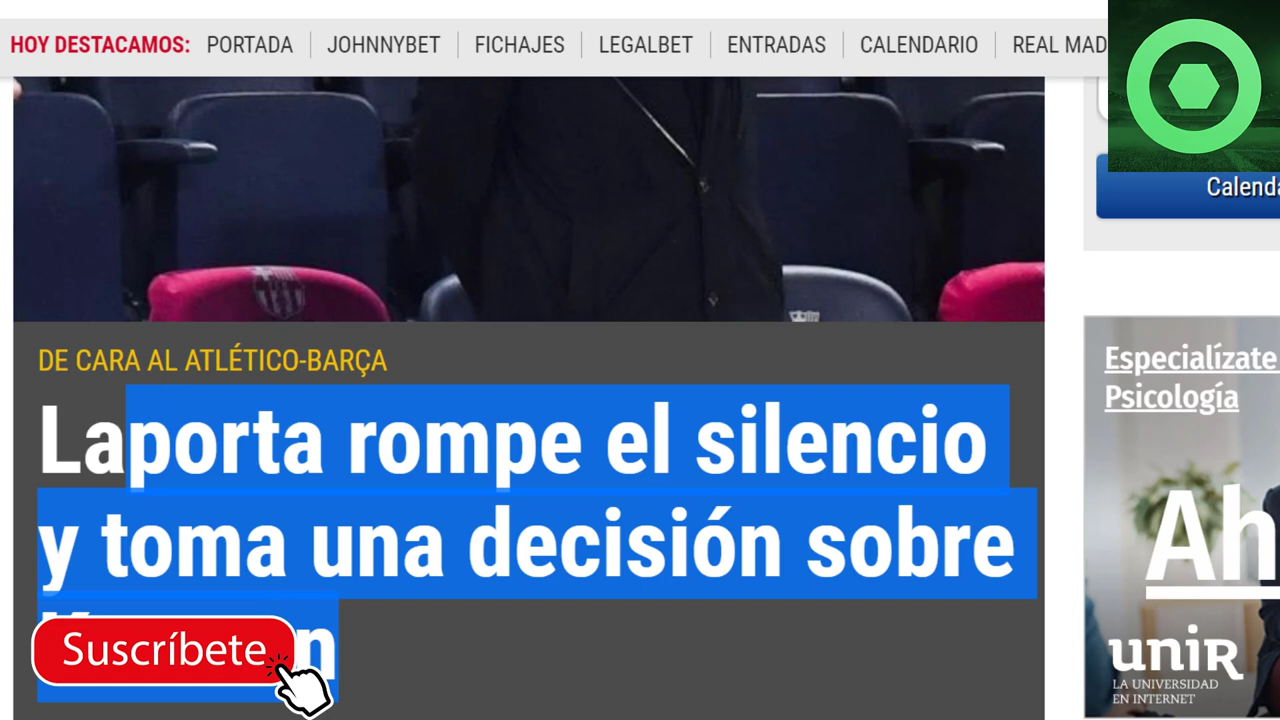 HOY DESTACAMOS: PORTADA JOHNNYBET FICHAJES LEGALBET ENTRADAS CALENDARIO REAL MAD
Calenda
DE CARA AL ATLÉTICO-BARÇA
Laporta rompe el silencio
y toma una decisión sobre
Suscríbete
Especialízate
Psicología
Ah
unIR
LA UNIVERSIDAD
EN INTERNET